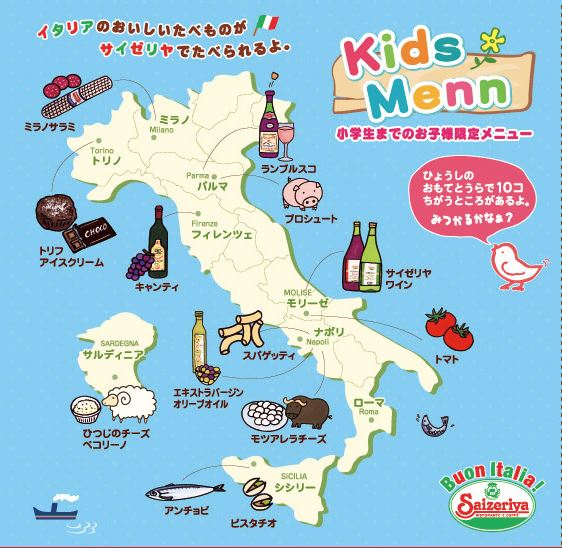 イタリアのおいしいたべものが
サイゼリヤでたべられるよ。
Kids
Menn
小学生までのお子様限定メニュー
ひょうしの
おもてとうらで10コ
ちがうところがあるよ。
みつかるかなぁ？
ミラノサラミ
ミラノ
Milano
Torino
トリノ
ランブルスコ
Parma
パルマ
プロシュート
トリフ
アイスクリーム
CHOCO
Firenze
フィレンツェ
キャンティ
サイゼリヤ
ワイン
MOLISE
モリーゼ
スパゲッティ
ナポリ
Napoli
トマト
SARDEGNA
サルディニア
エキストラバージン
オリーブオイル
ひつじのチーズ
ペコリーノ
モツアレラチーズ
ローマ
Roma
SICILIA
シシリー
アンチョビ
ピスタチオ
Buon Italia!
Saizeriya
RISTORANTE E CAFFÈ